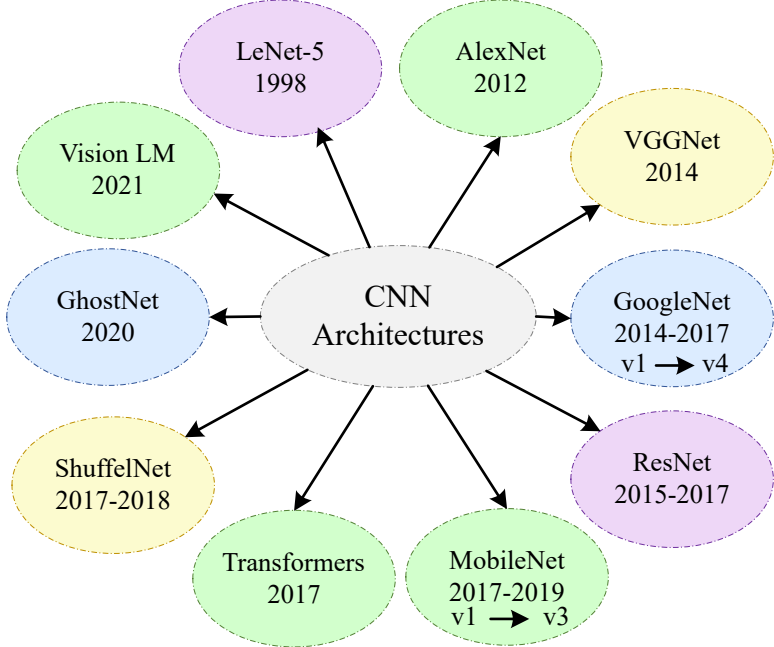 CNN
Architectures
LeNet-5
1998
AlexNet
2012
VGGNet
2014
GoogleNet
2014-2017
v1 v4
ResNet
2015-2017
MobileNet
2017-2019
v1 v3
Transformers
2017
ShuffelNet
2017-2018
GhostNet
2020
Vision LM
2021